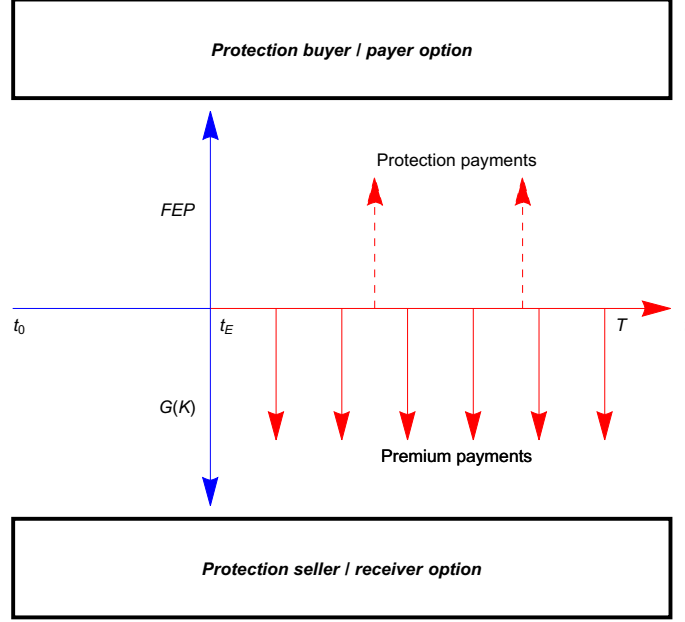 Protection buyer / payer option
Protection payments
FEP
t0
tE
T
G(K)
Premium payments
Protection seller / receiver option